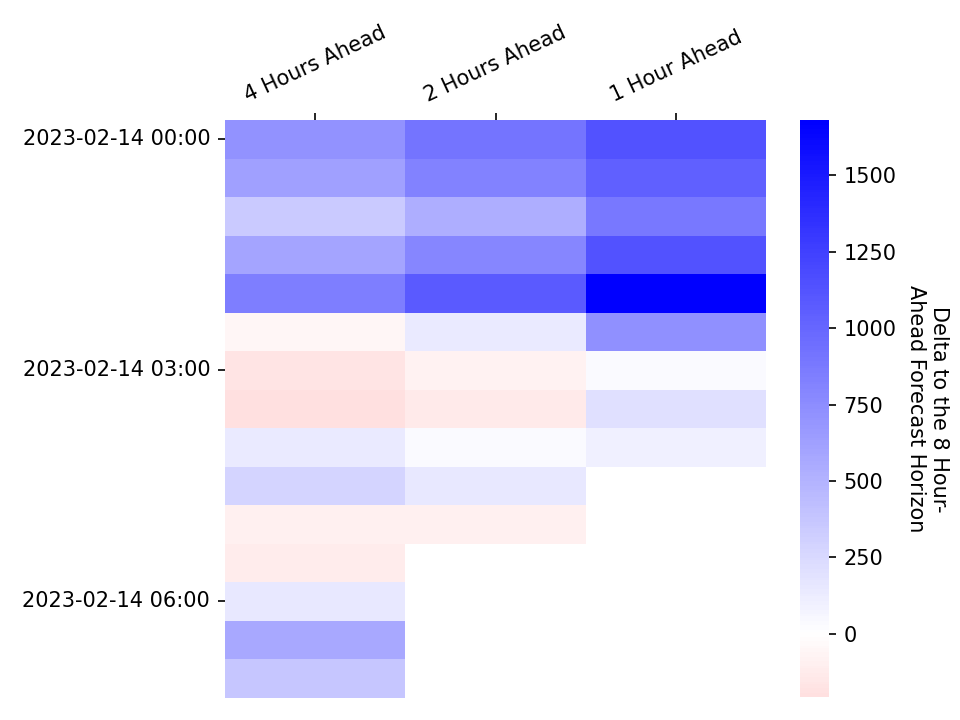 4 Hours Ahead
2 Hours Ahead
1 Hour Ahead
2023-02-14 00:00
2023-02-14 03:00
2023-02-14 06:00
1500
1250
1000
750
500
250
0
Delta to the 8 Hour-
Ahead Forecast Horizon